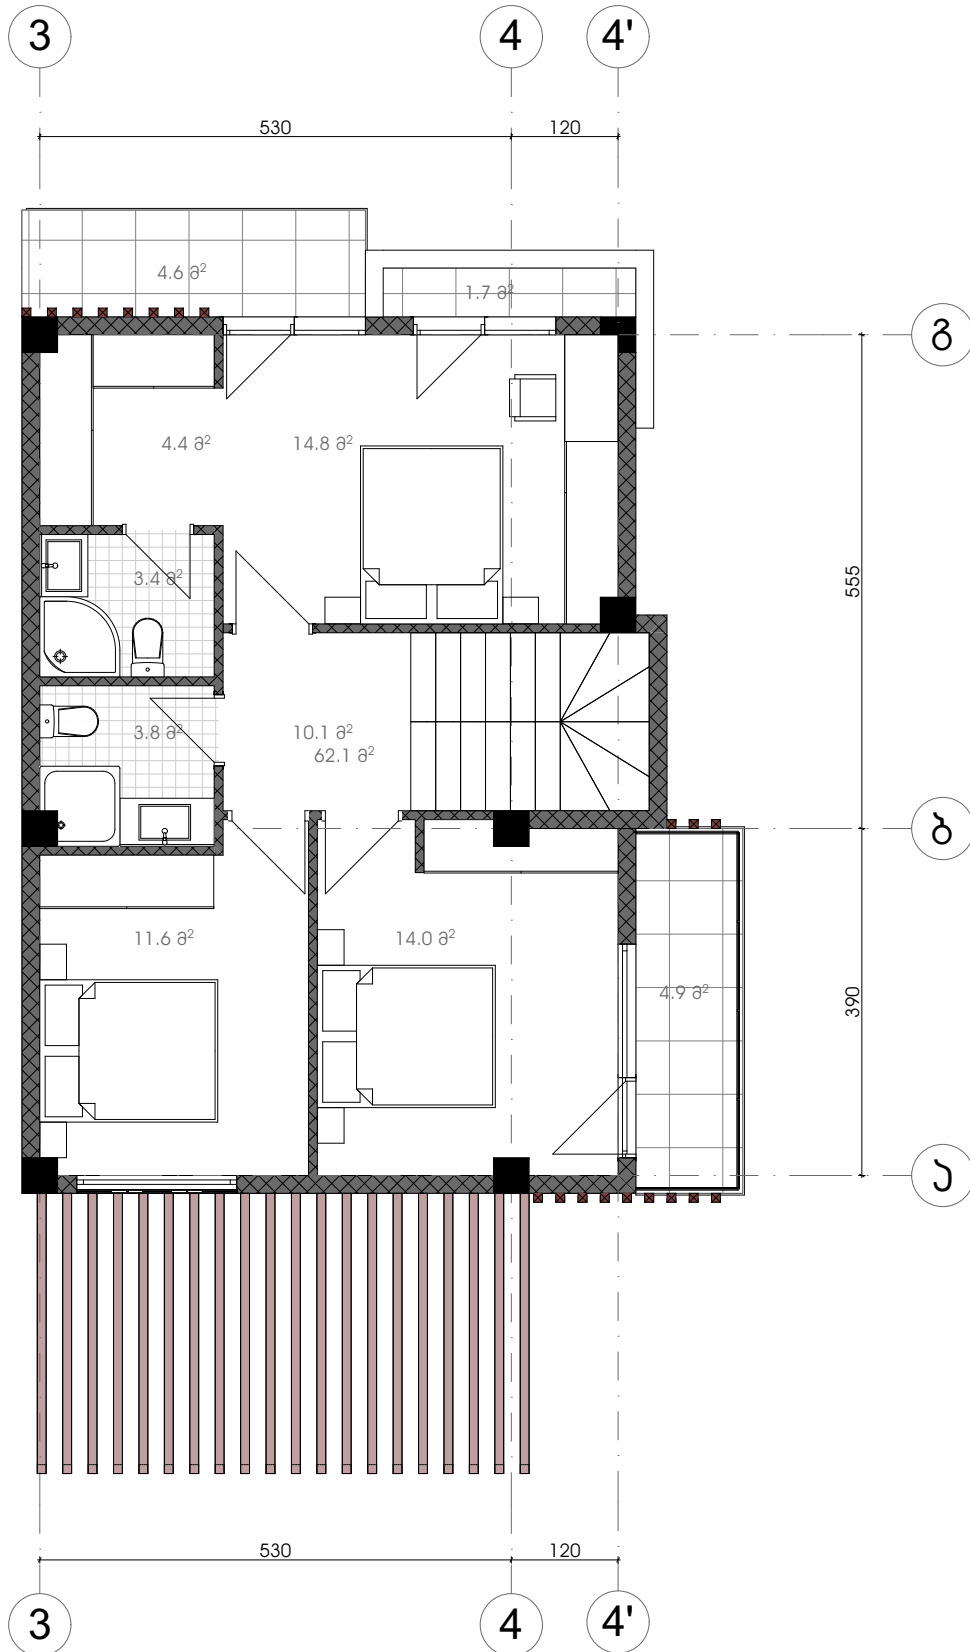 3 4 4'
530 120
4.6 მ²
1.7 მ²
გ
4.4 მ² 14.8 მ²
3.4 მ²
555
3.8 მ² 10.1 მ²
62.1 მ²
ბ
11.6 მ² 14.0 მ²
4.9 მ²
390
ა
530 120
3 4 4'